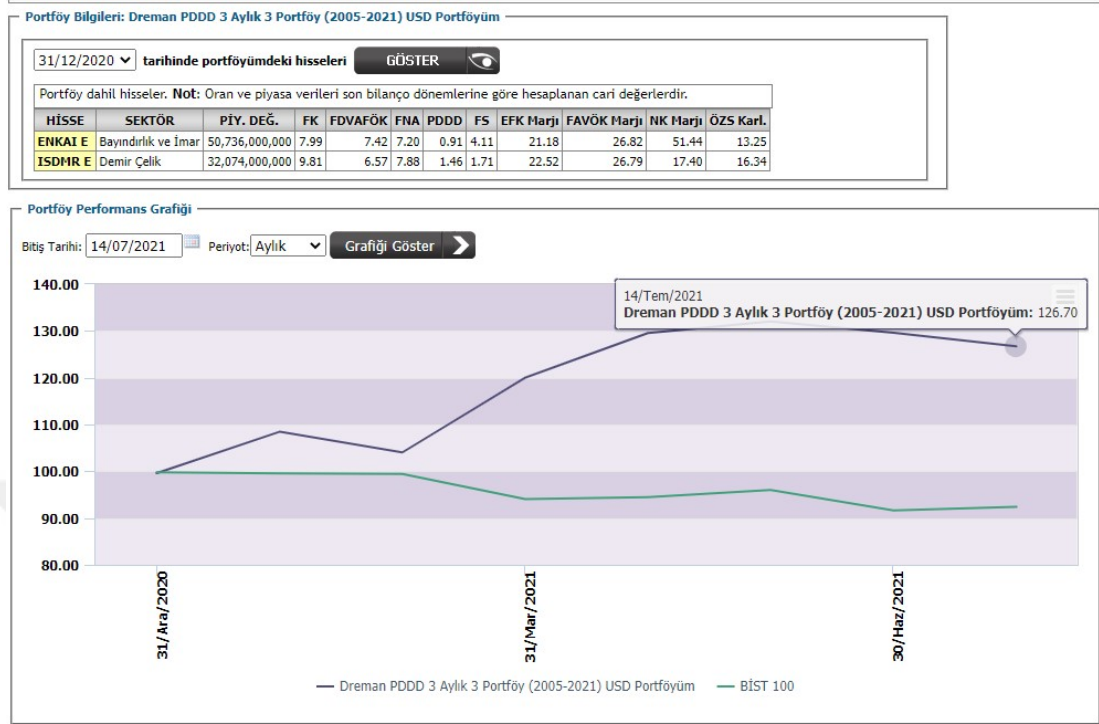 Portföy Bilgileri: Dreman PDDD 3 Aylık 3 Portföy (2005-2021) USD Portföyüm
31/12/2020 tarihinde portföyümdeki hisseleri GÖSTER
Portföy dahil hisseler. Not: Oran ve piyasa verileri son bilanço dönemlerine göre hesaplanan cari değerlerdir.
HİSSE SEKTÖR PİY. DEĞ. FK FDVAFÖK FNA PDDD FS EFK Marjı FAVÖK Marjı NK Marjı ÖZS Karl.
ENKAI E Bayındırlık ve İmar 50,736,000,000 7.99 7.42 7.20 0.91 4.11 21.18 26.82 51.44 13.25
ISDMR E Demir Çelik 32,074,000,000 9.81 6.57 7.88 1.46 1.71 22.52 26.79 17.40 16.34
Portföy Performans Grafiği
Bitiş Tarihi: 14/07/2021 Periyot: Aylık Grafiği Göster
140.00
14/Tem/2021
Dreman PDDD 3 Aylık 3 Portföy (2005-2021) USD Portföyüm: 126.70
130.00
120.00
110.00
100.00
90.00
80.00
31/Ara/2020
31/Mar/2021
30/Haz/2021
Dreman PDDD 3 Aylık 3 Portföy (2005-2021) USD Portföyüm
BİST 100